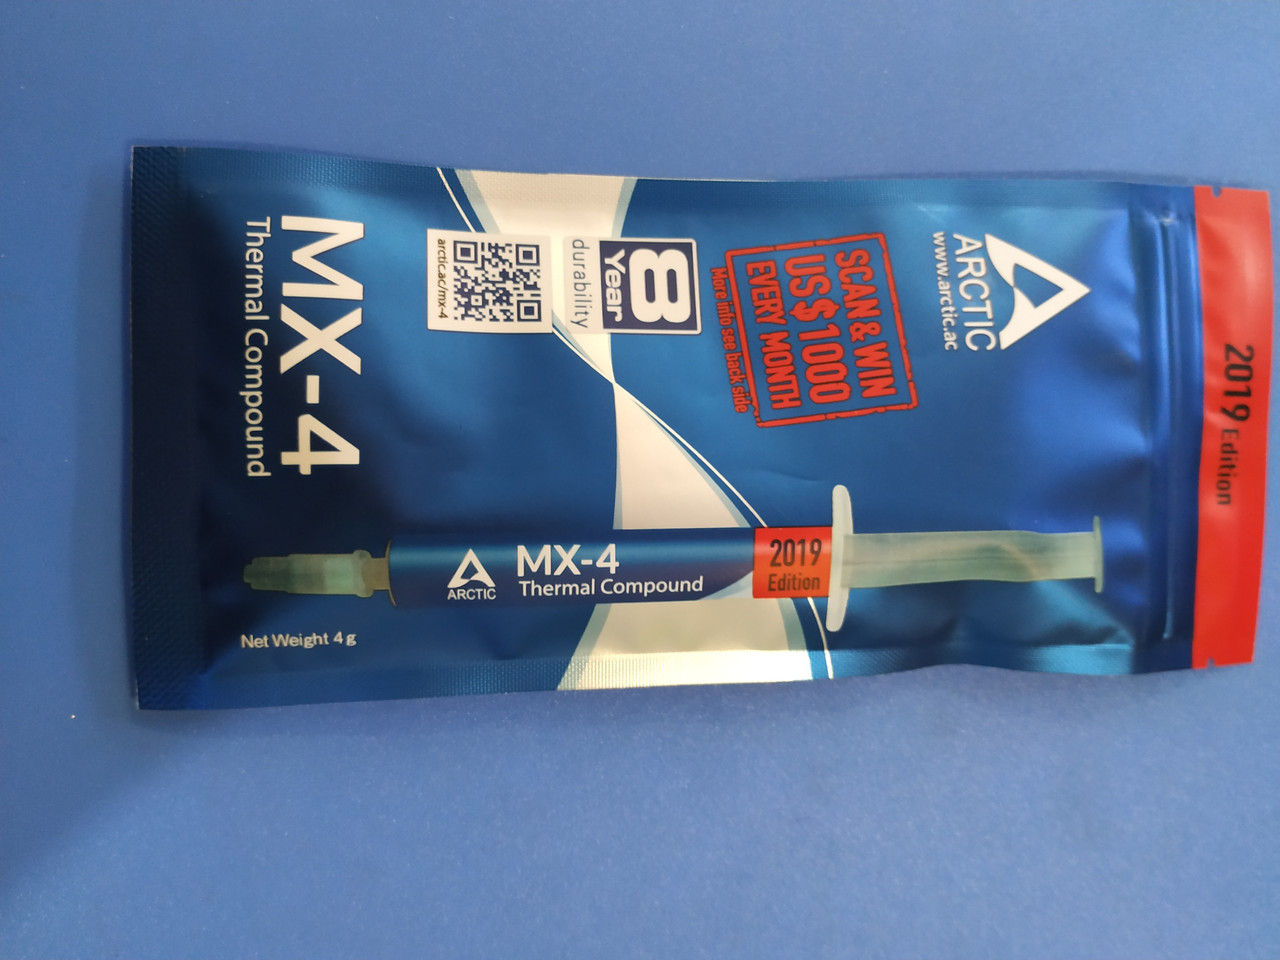 2019 Edition
ARCTIC
www.arctic.ac
SCAN & WIN
US$ 1000
EVERY MONTH
More info see back side
8
Year
durability
arctic.ac/mx-4
MX-4
Thermal Compound
ARCTIC
MX-4
Thermal Compound
2019
Edition
Net Weight 4 g